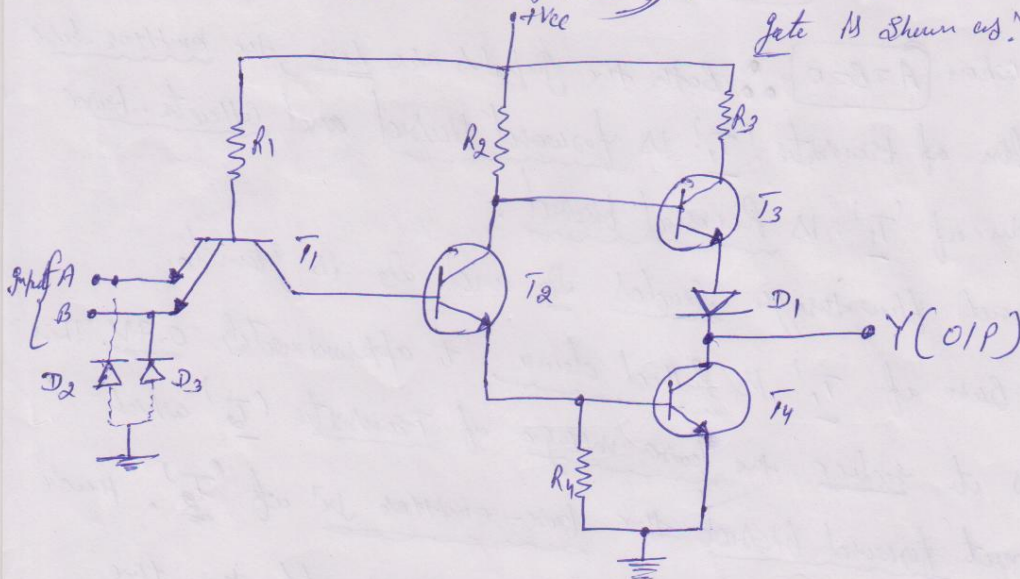 +Vcc
gate is shown as:
R1
R2
R3
T3
T1
Input A
B
T2
D1
Y(O/P)
D2
D3
T4
R4